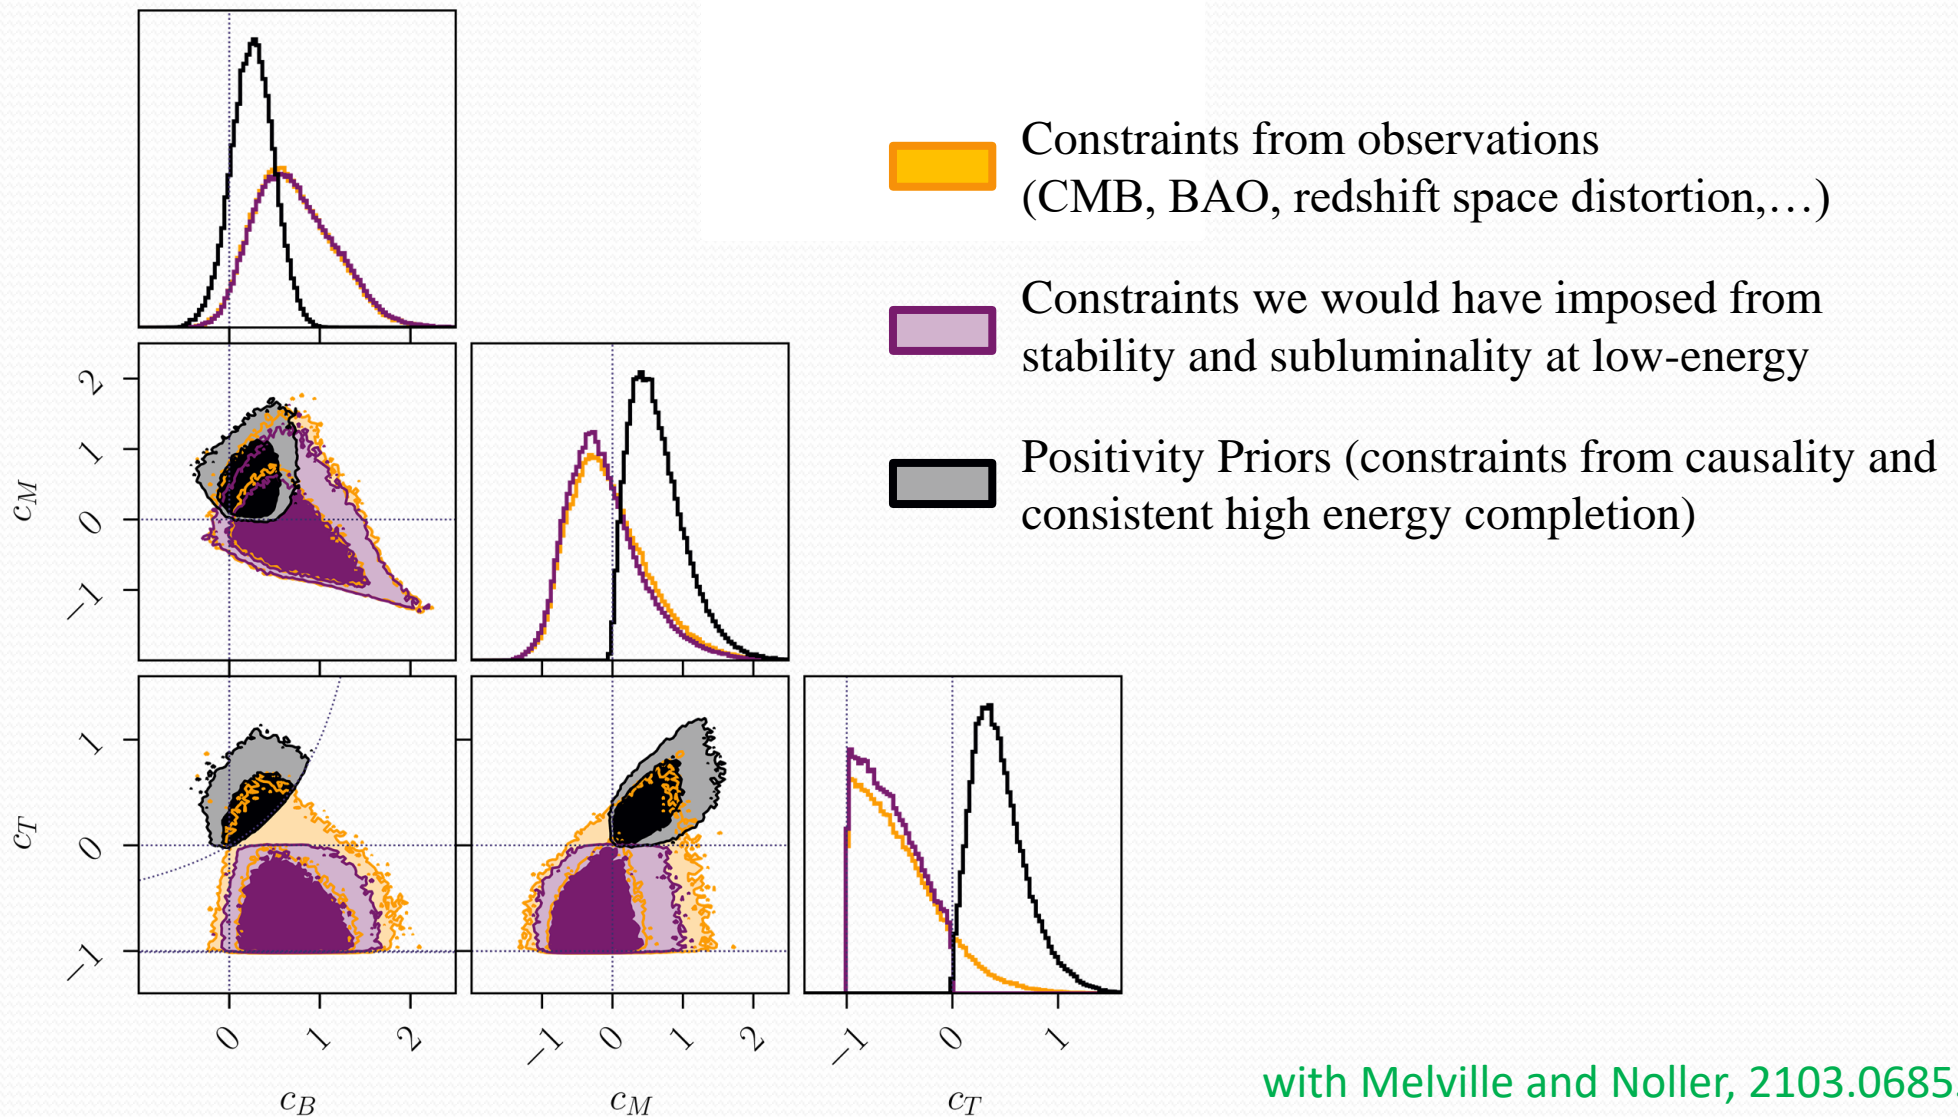 Constraints from observations
(CMB, BAO, redshift space distortion,…)
Constraints we would have imposed from
stability and subluminality at low-energy
Positivity Priors (constraints from causality and
consistent high energy completion)
2
1
0
−1
c_M
1
0
−1
c_T
0 1 2
−1 0 1 2
−1 0 1
c_B
c_M
c_T
with Melville and Noller, 2103.0685